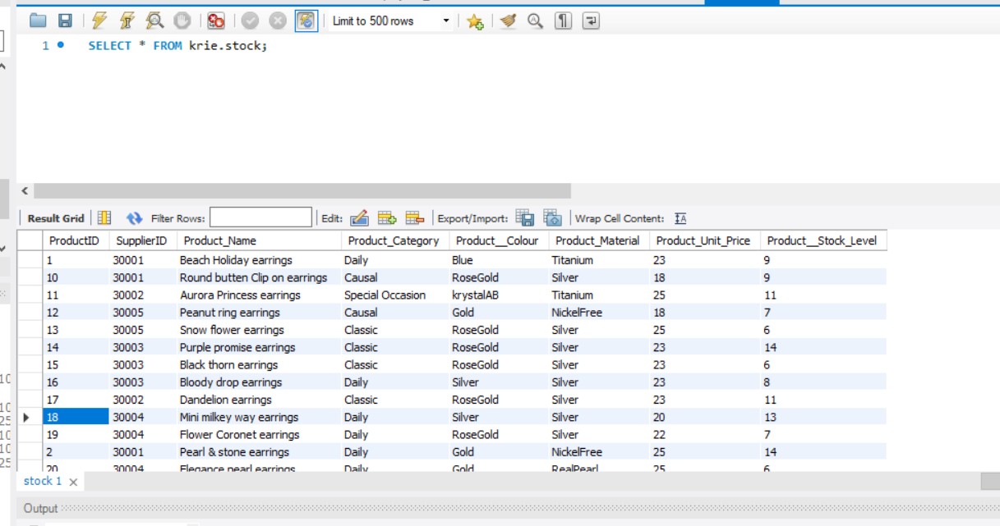 Limit to 500 rows
1 SELECT * FROM krie.stock;
Result Grid Filter Rows: Edit: Export/Import: Wrap Cell Content:
ProductID SupplierID Product_Name Product_Category Product__Colour Product_Material Product_Unit_Price Product__Stock_Level
1 30001 Beach Holiday earrings Daily Blue Titanium 23 9
10 30001 Round butten Clip on earrings Causal RoseGold Silver 18 9
11 30002 Aurora Princess earrings Special Occasion krystalAB Titanium 25 11
12 30005 Peanut ring earrings Causal Gold NickelFree 18 7
13 30005 Snow flower earrings Classic RoseGold Silver 25 6
14 30003 Purple promise earrings Classic RoseGold Silver 23 14
15 30003 Black thorn earrings Classic RoseGold Silver 23 6
16 30003 Bloody drop earrings Daily Silver Silver 23 8
17 30002 Dandelion earrings Classic RoseGold Silver 23 11
18 30004 Mini milkey way earrings Daily Silver Silver 20 13
19 30004 Flower Coronet earrings Daily RoseGold Silver 22 7
2 30001 Pearl & stone earrings Daily Gold NickelFree 25 14
20 30004 Elegance pearl earrings Daily Gold RealPearl 25 6
stock 1
Output